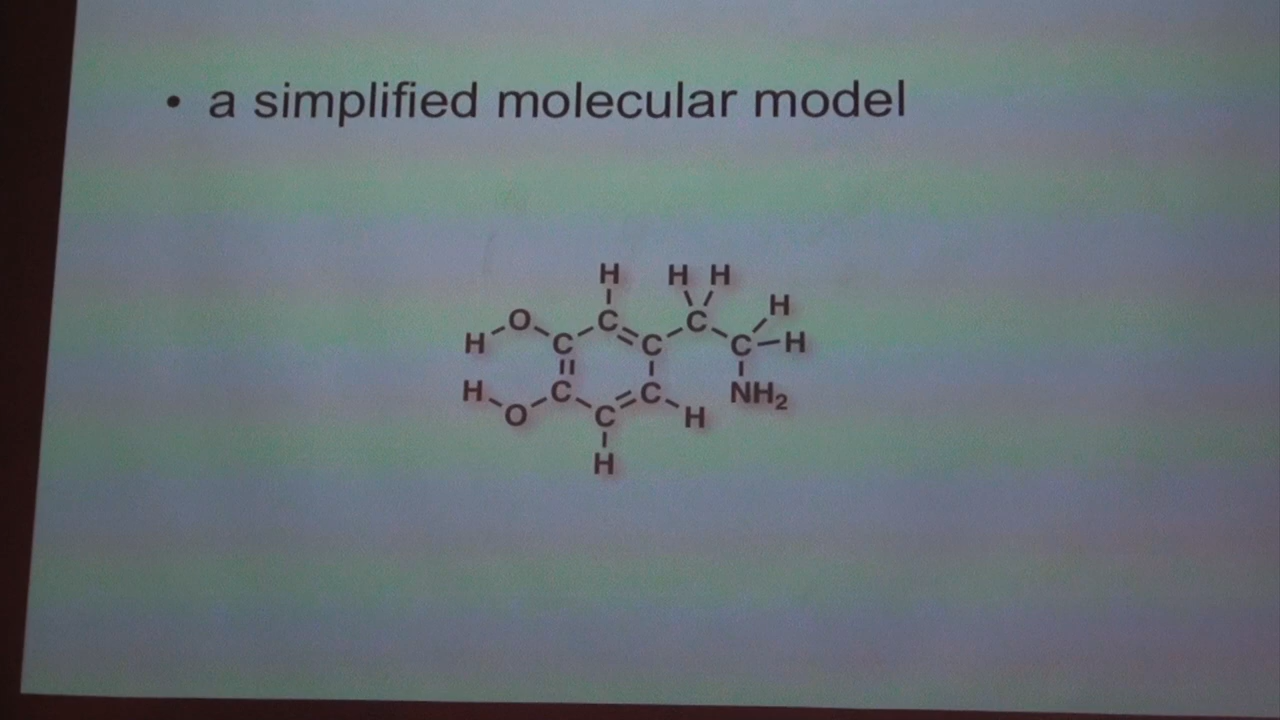 • a simplified molecular model
H H H
H
O C C
H C C C H
H C C NH₂
O C H
H